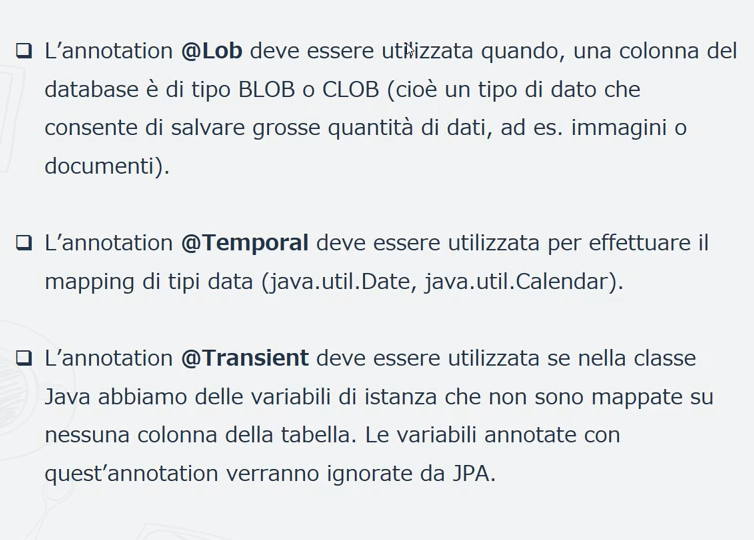 ❑ L’annotation @Lob deve essere utilizzata quando, una colonna del
database è di tipo BLOB o CLOB (cioè un tipo di dato che
consente di salvare grosse quantità di dati, ad es. immagini o
documenti).
❑ L’annotation @Temporal deve essere utilizzata per effettuare il
mapping di tipi data (java.util.Date, java.util.Calendar).
❑ L’annotation @Transient deve essere utilizzata se nella classe
Java abbiamo delle variabili di istanza che non sono mappate su
nessuna colonna della tabella. Le variabili annotate con
quest’annotation verranno ignorate da JPA.